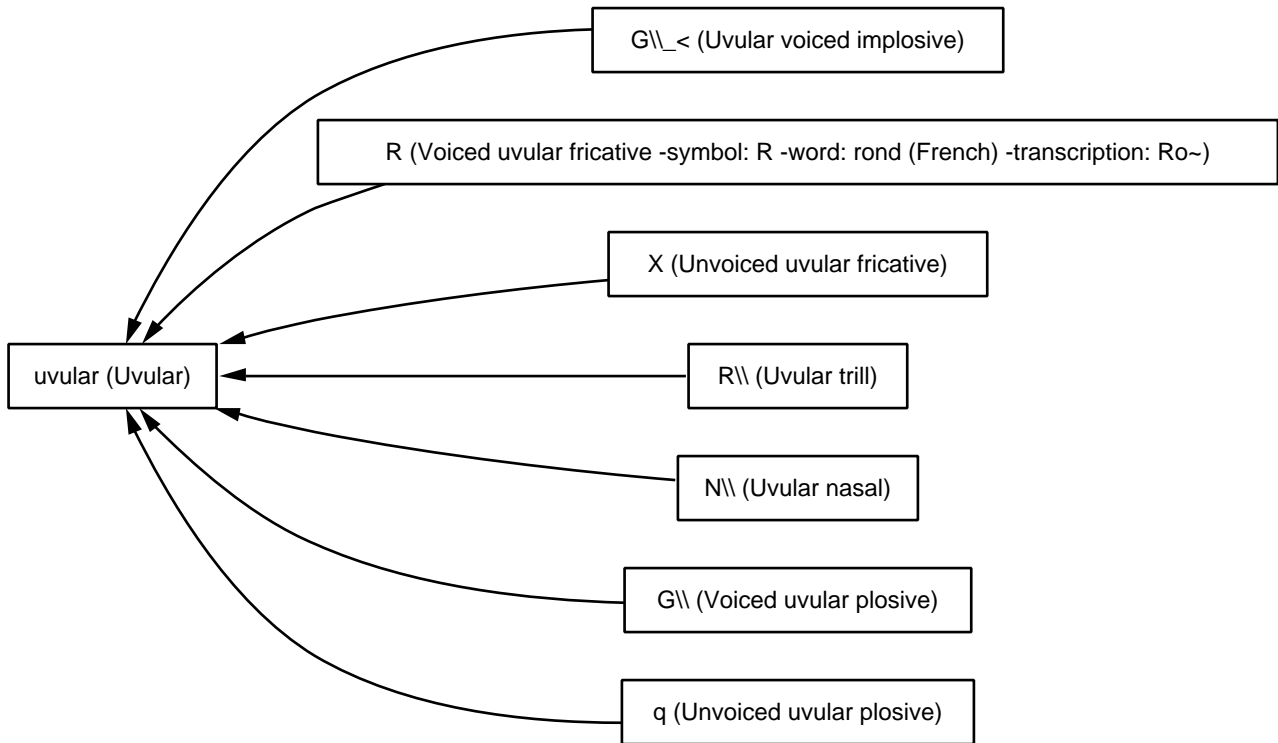 G\\_< (Uvular voiced implosive)
R (Voiced uvular fricative -symbol: R -word: rond (French) -transcription: Ro~)
X (Unvoiced uvular fricative)
uvular (Uvular)
R\\ (Uvular trill)
N\\ (Uvular nasal)
G\\ (Voiced uvular plosive)
q (Unvoiced uvular plosive)